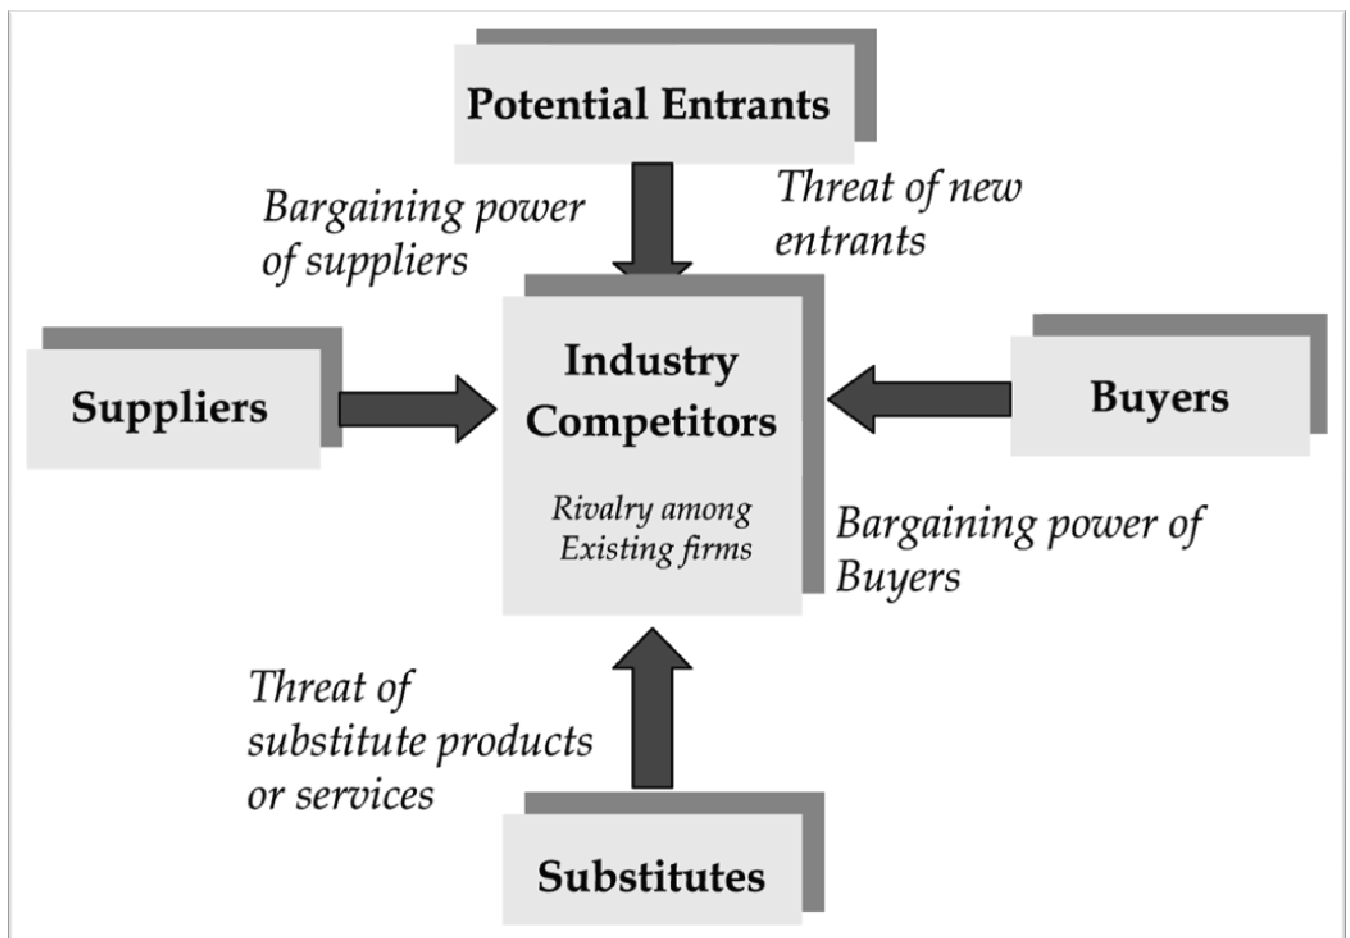 Potential Entrants
Bargaining power
of suppliers
Threat of new
entrants
Suppliers
Industry
Competitors
Rivalry among
Existing firms
Buyers
Bargaining power of
Buyers
Threat of
substitute products
or services
Substitutes